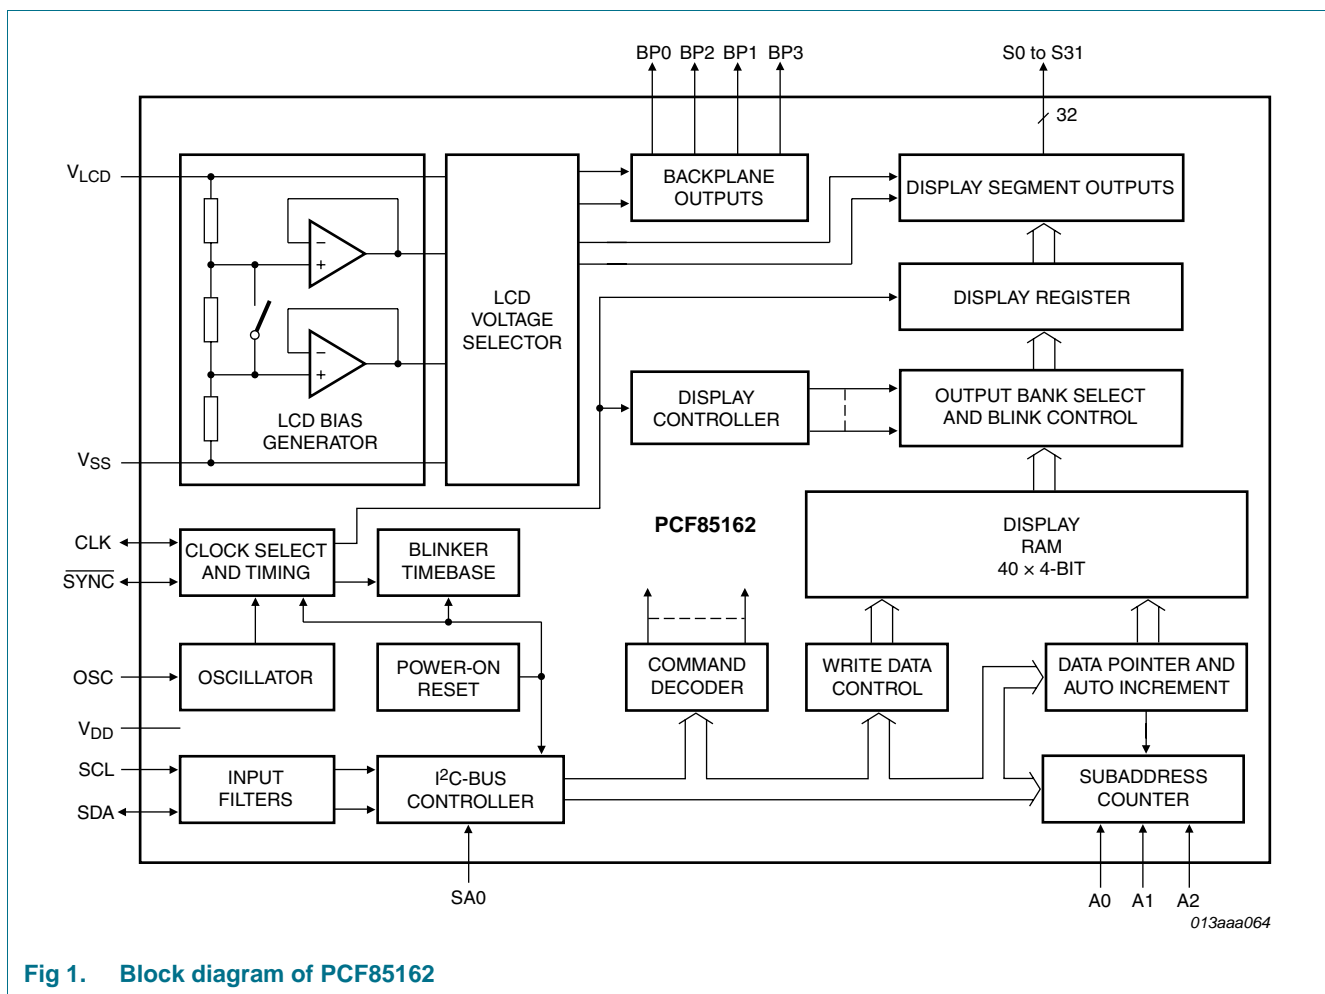 BP0 BP2 BP1 BP3
S0 to S31
32
VLCD
BACKPLANE
OUTPUTS
DISPLAY SEGMENT OUTPUTS
−
+
LCD
VOLTAGE
SELECTOR
DISPLAY REGISTER
−
+
LCD BIAS
GENERATOR
DISPLAY
CONTROLLER
OUTPUT BANK SELECT
AND BLINK CONTROL
VSS
PCF85162
DISPLAY
RAM
40 × 4-BIT
CLK
SYNC
CLOCK SELECT
AND TIMING
BLINKER
TIMEBASE
OSC
OSCILLATOR
POWER-ON
RESET
COMMAND
DECODER
WRITE DATA
CONTROL
DATA POINTER AND
AUTO INCREMENT
VDD
SCL
SDA
INPUT
FILTERS
I²C-BUS
CONTROLLER
SUBADDRESS
COUNTER
SA0
A0 A1 A2
013aaa064
Fig 1. Block diagram of PCF85162